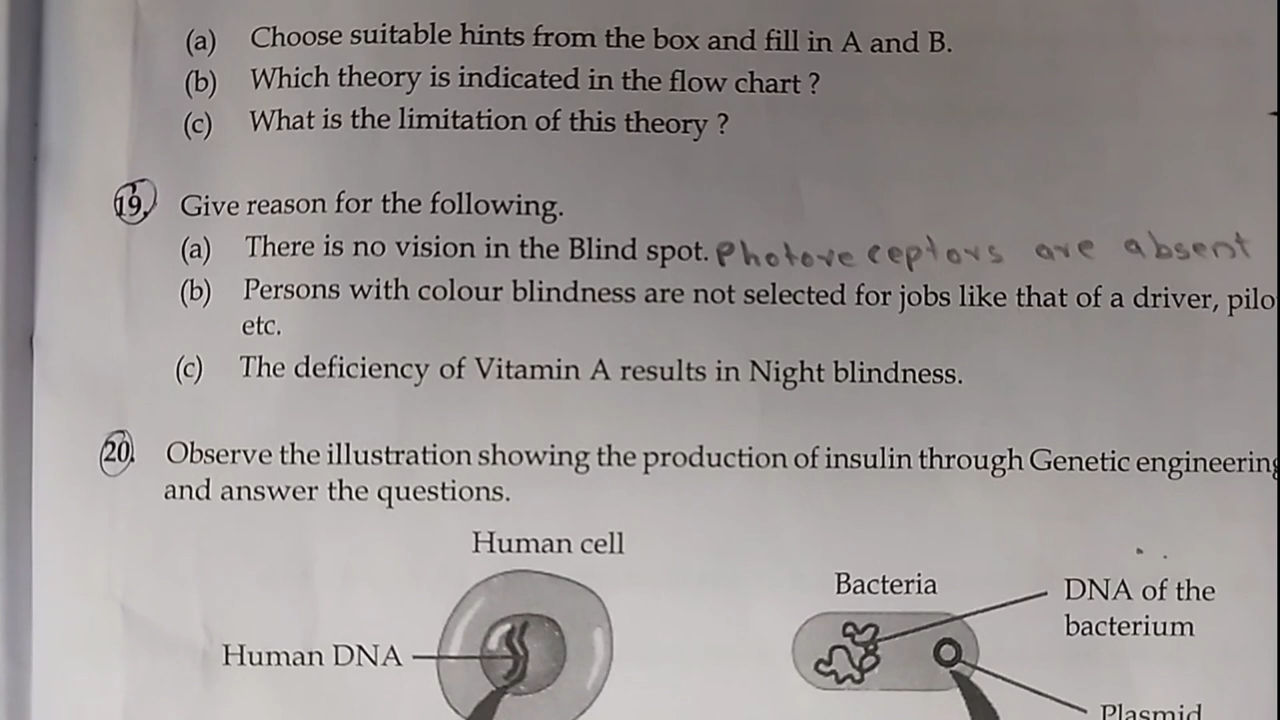 (a) Choose suitable hints from the box and fill in A and B.
(b) Which theory is indicated in the flow chart ?
(c) What is the limitation of this theory ?
19. Give reason for the following.
(a) There is no vision in the Blind spot. Photoreceptors are absent
(b) Persons with colour blindness are not selected for jobs like that of a driver, pilo
etc.
(c) The deficiency of Vitamin A results in Night blindness.
20. Observe the illustration showing the production of insulin through Genetic engineering
and answer the questions.
Human cell
Bacteria
DNA of the
bacterium
Human DNA
Plasmid